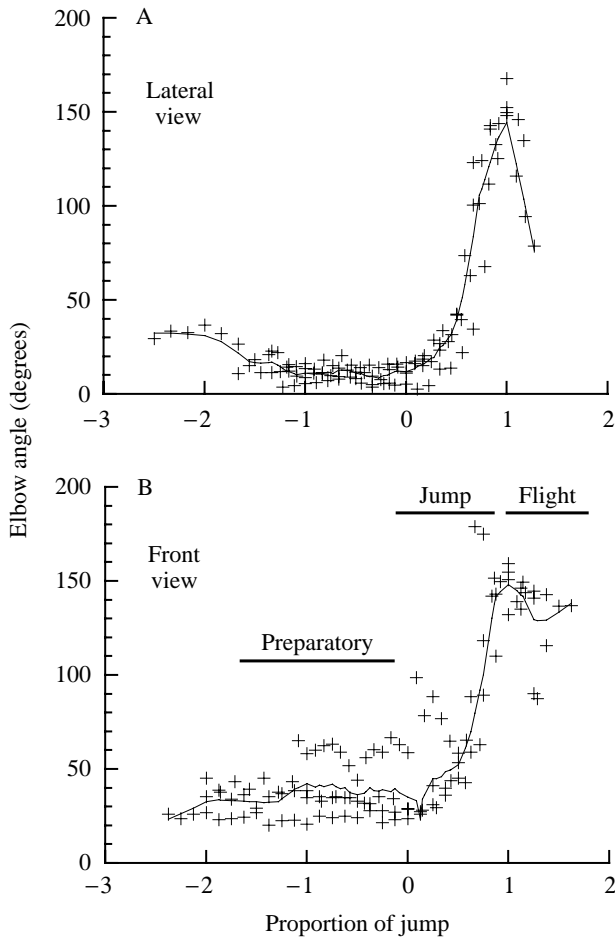 A
Lateral
view
200
150
100
50
0
−3 −2 −1 0 1 2
Elbow angle (degrees)
B
Jump Flight
Front
view
Preparatory
200
150
100
50
0
−3 −2 −1 0 1 2
Proportion of jump